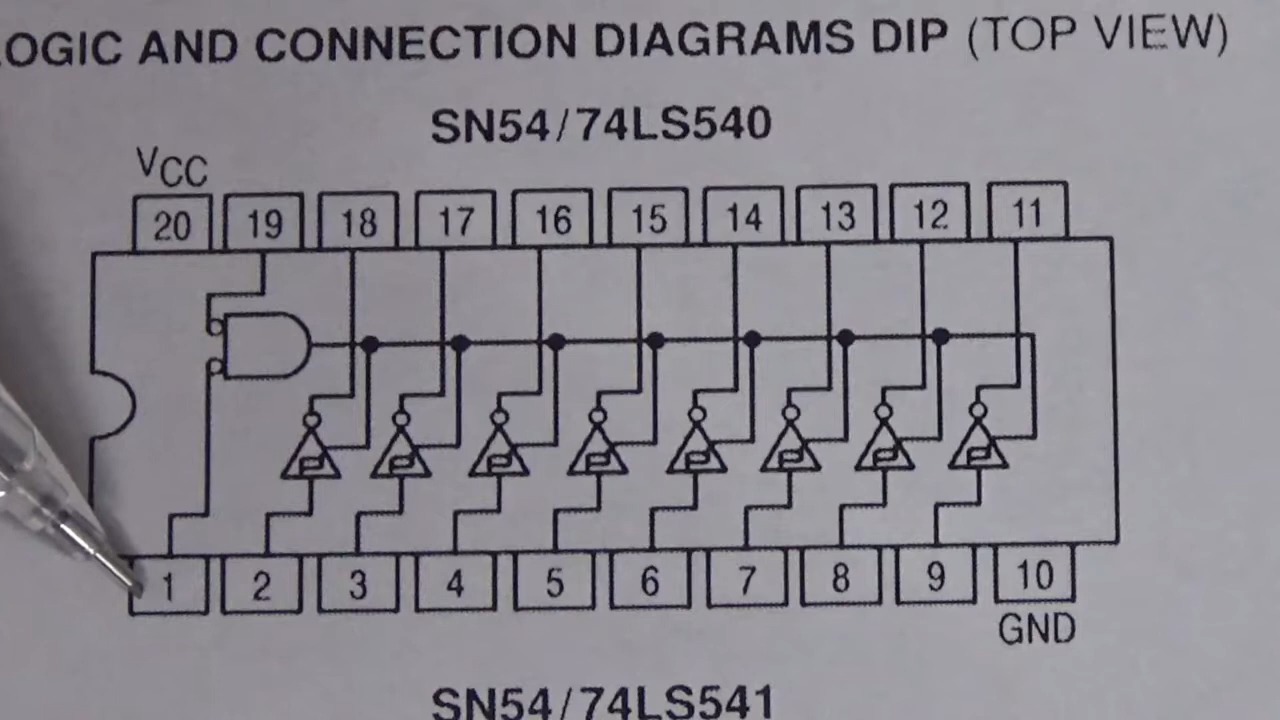 LOGIC AND CONNECTION DIAGRAMS DIP (TOP VIEW)
SN54/74LS540
VCC
20 19 18 17 16 15 14 13 12 11
1 2 3 4 5 6 7 8 9 10
GND
SN54/74LS541